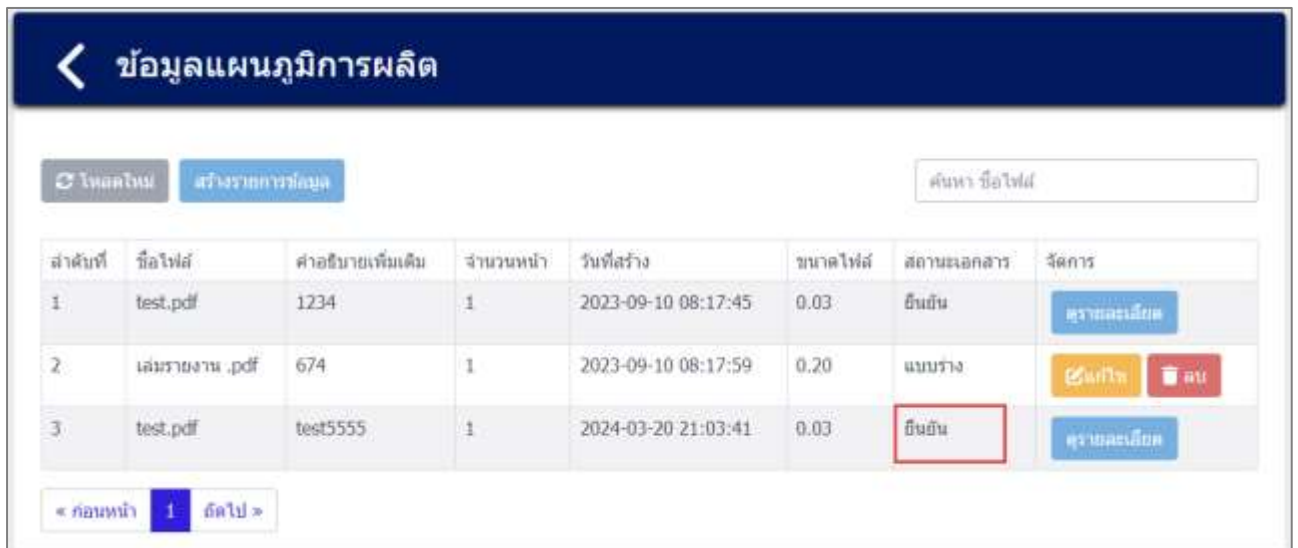 ข้อมูลแผนภูมิการผลิต
โหลดใหม่ สร้างรายการข้อมูล ค้นหา ชื่อไฟล์
ลำดับที่ ชื่อไฟล์ คำอธิบายเพิ่มเติม จำนวนหน้า วันที่สร้าง ขนาดไฟล์ สถานะเอกสาร จัดการ
1 test.pdf 1234 1 2023-09-10 08:17:45 0.03 ยืนยัน ดูรายละเอียด
2 เล่มรายงาน .pdf 674 1 2023-09-10 08:17:59 0.20 แบบร่าง แก้ไข ลบ
3 test.pdf test5555 1 2024-03-20 21:03:41 0.03 ยืนยัน ดูรายละเอียด
« ก่อนหน้า 1 ถัดไป »